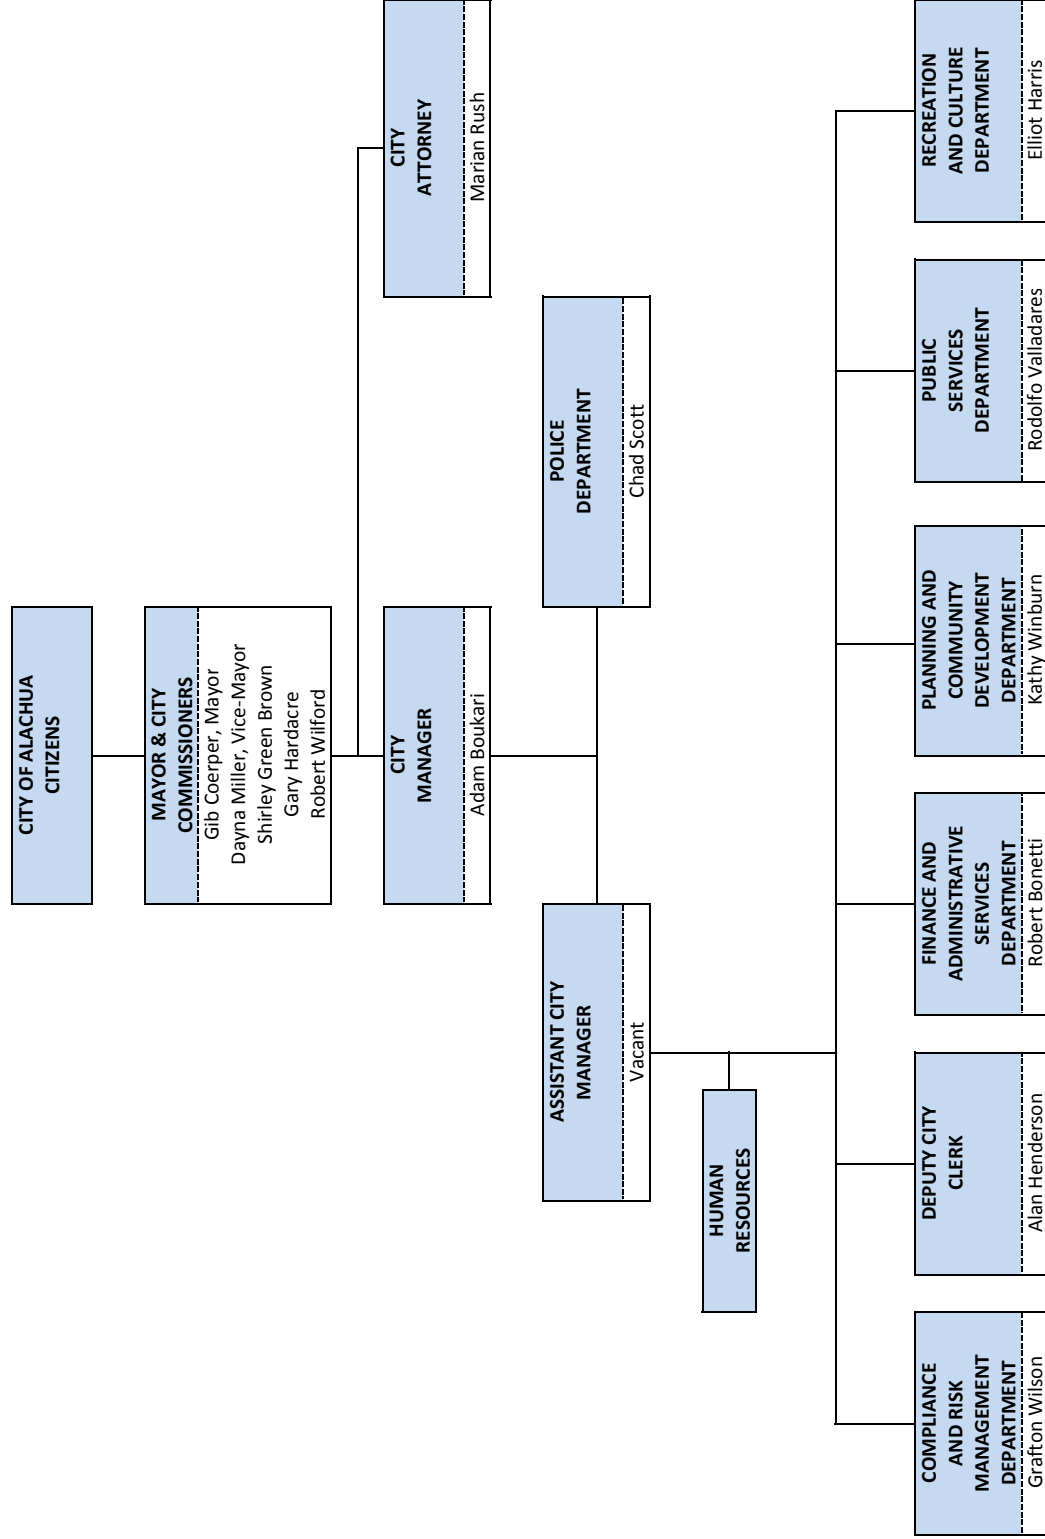 CITY OF ALACHUA
CITIZENS
MAYOR & CITY
COMMISSIONERS
Gib Coerper, Mayor
Dayna Miller, Vice-Mayor
Shirley Green Brown
Gary Hardacre
Robert Wilford
CITY
MANAGER
Adam Boukari
CITY
ATTORNEY
Marian Rush
ASSISTANT CITY
MANAGER
Vacant
POLICE
DEPARTMENT
Chad Scott
HUMAN
RESOURCES
COMPLIANCE
AND RISK
MANAGEMENT
DEPARTMENT
Grafton Wilson
DEPUTY CITY
CLERK
Alan Henderson
FINANCE AND
ADMINISTRATIVE
SERVICES
DEPARTMENT
Robert Bonetti
PLANNING AND
COMMUNITY
DEVELOPMENT
DEPARTMENT
Kathy Winburn
PUBLIC
SERVICES
DEPARTMENT
Rodolfo Valladares
RECREATION
AND CULTURE
DEPARTMENT
Elliot Harris